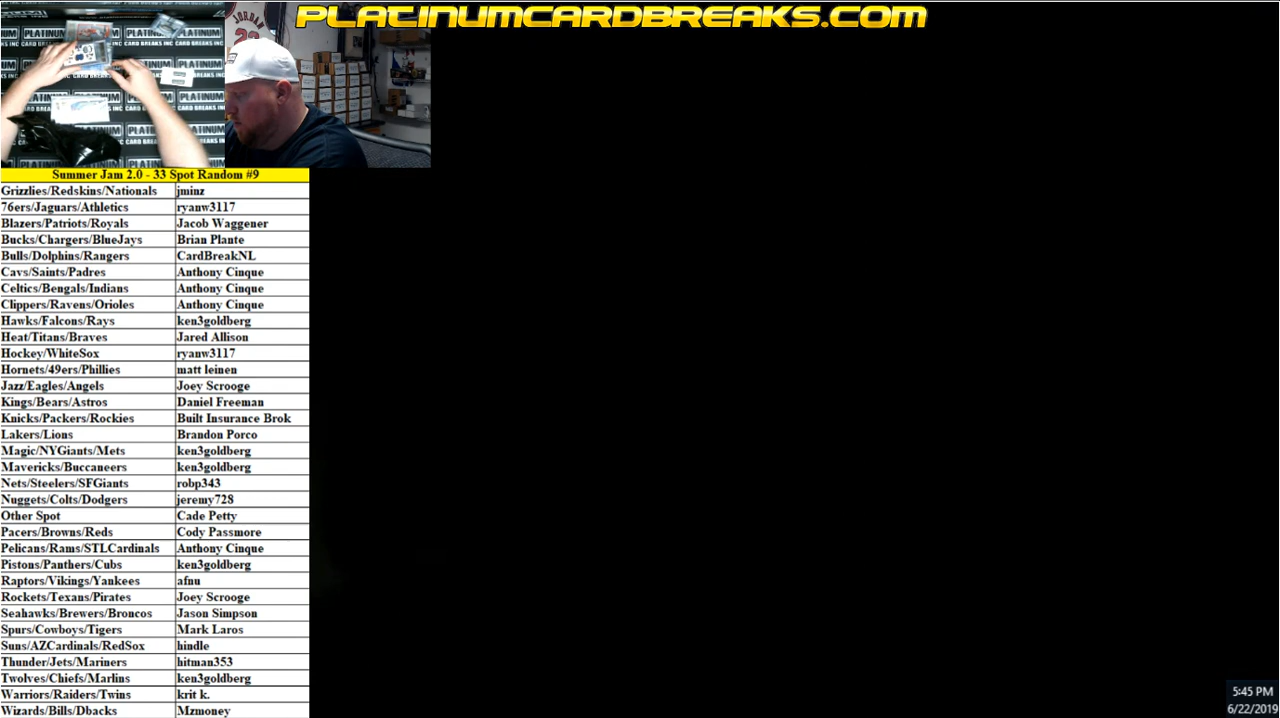 PLATINUMCARDBREAKS.COM
JORDAN
PLATINUM
CARD BREAKS INC
Summer Jam 2.0 - 33 Spot Random #9
Grizzlies/Redskins/Nationals jminz
76ers/Jaguars/Athletics ryanw3117
Blazers/Patriots/Royals Jacob Waggener
Bucks/Chargers/BlueJays Brian Plante
Bulls/Dolphins/Rangers CardBreakNL
Cavs/Saints/Padres Anthony Cinque
Celtics/Bengals/Indians Anthony Cinque
Clippers/Ravens/Orioles Anthony Cinque
Hawks/Falcons/Rays ken3goldberg
Heat/Titans/Braves Jared Allison
Hockey/WhiteSox ryanw3117
Hornets/49ers/Phillies matt leinen
Jazz/Eagles/Angels Joey Scrooge
Kings/Bears/Astros Daniel Freeman
Knicks/Packers/Rockies Built Insurance Brok
Lakers/Lions Brandon Porco
Magic/NYGiants/Mets ken3goldberg
Mavericks/Buccaneers ken3goldberg
Nets/Steelers/SFGiants robp343
Nuggets/Colts/Dodgers jeremy728
Other Spot Cade Petty
Pacers/Browns/Reds Cody Passmore
Pelicans/Rams/STLCardinals Anthony Cinque
Pistons/Panthers/Cubs ken3goldberg
Raptors/Vikings/Yankees afnu
Rockets/Texans/Pirates Joey Scrooge
Seahawks/Brewers/Broncos Jason Simpson
Spurs/Cowboys/Tigers Mark Laros
Suns/AZCardinals/RedSox hindle
Thunder/Jets/Mariners hitman353
Twolves/Chiefs/Marlins ken3goldberg
Warriors/Raiders/Twins krit k.
Wizards/Bills/Dbacks Mzmoney
5:45 PM
6/22/2019